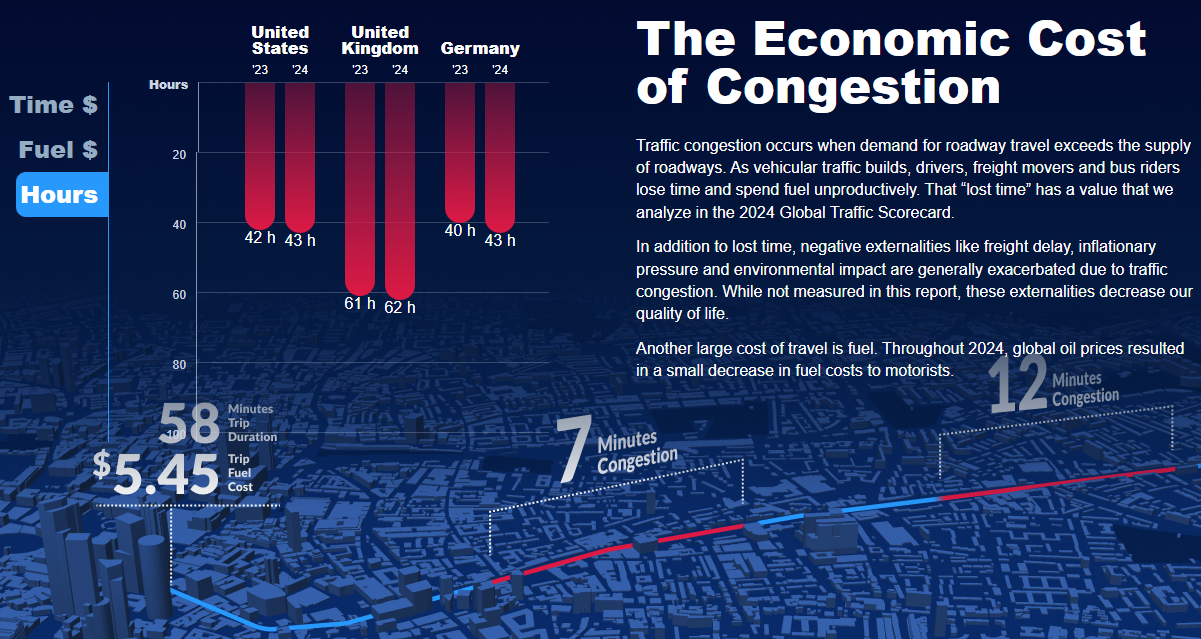 The Economic Cost
of Congestion
Traffic congestion occurs when demand for roadway travel exceeds the supply
of roadways. As vehicular traffic builds, drivers, freight movers and bus riders
lose time and spend fuel unproductively. That “lost time” has a value that we
analyze in the 2024 Global Traffic Scorecard.
In addition to lost time, negative externalities like freight delay, inflationary
pressure and environmental impact are generally exacerbated due to traffic
congestion. While not measured in this report, these externalities decrease our
quality of life.
Another large cost of travel is fuel. Throughout 2024, global oil prices resulted
in a small decrease in fuel costs to motorists.
Time $
Fuel $
Hours
United
States
'23 '24
United
Kingdom
'23 '24
Germany
'23 '24
Hours
20
40
60
80
100
42 h
43 h
61 h
62 h
40 h
43 h
58
Minutes
Trip
Duration
$5.45
Trip
Fuel
Cost
7
Minutes
Congestion
12
Minutes
Congestion